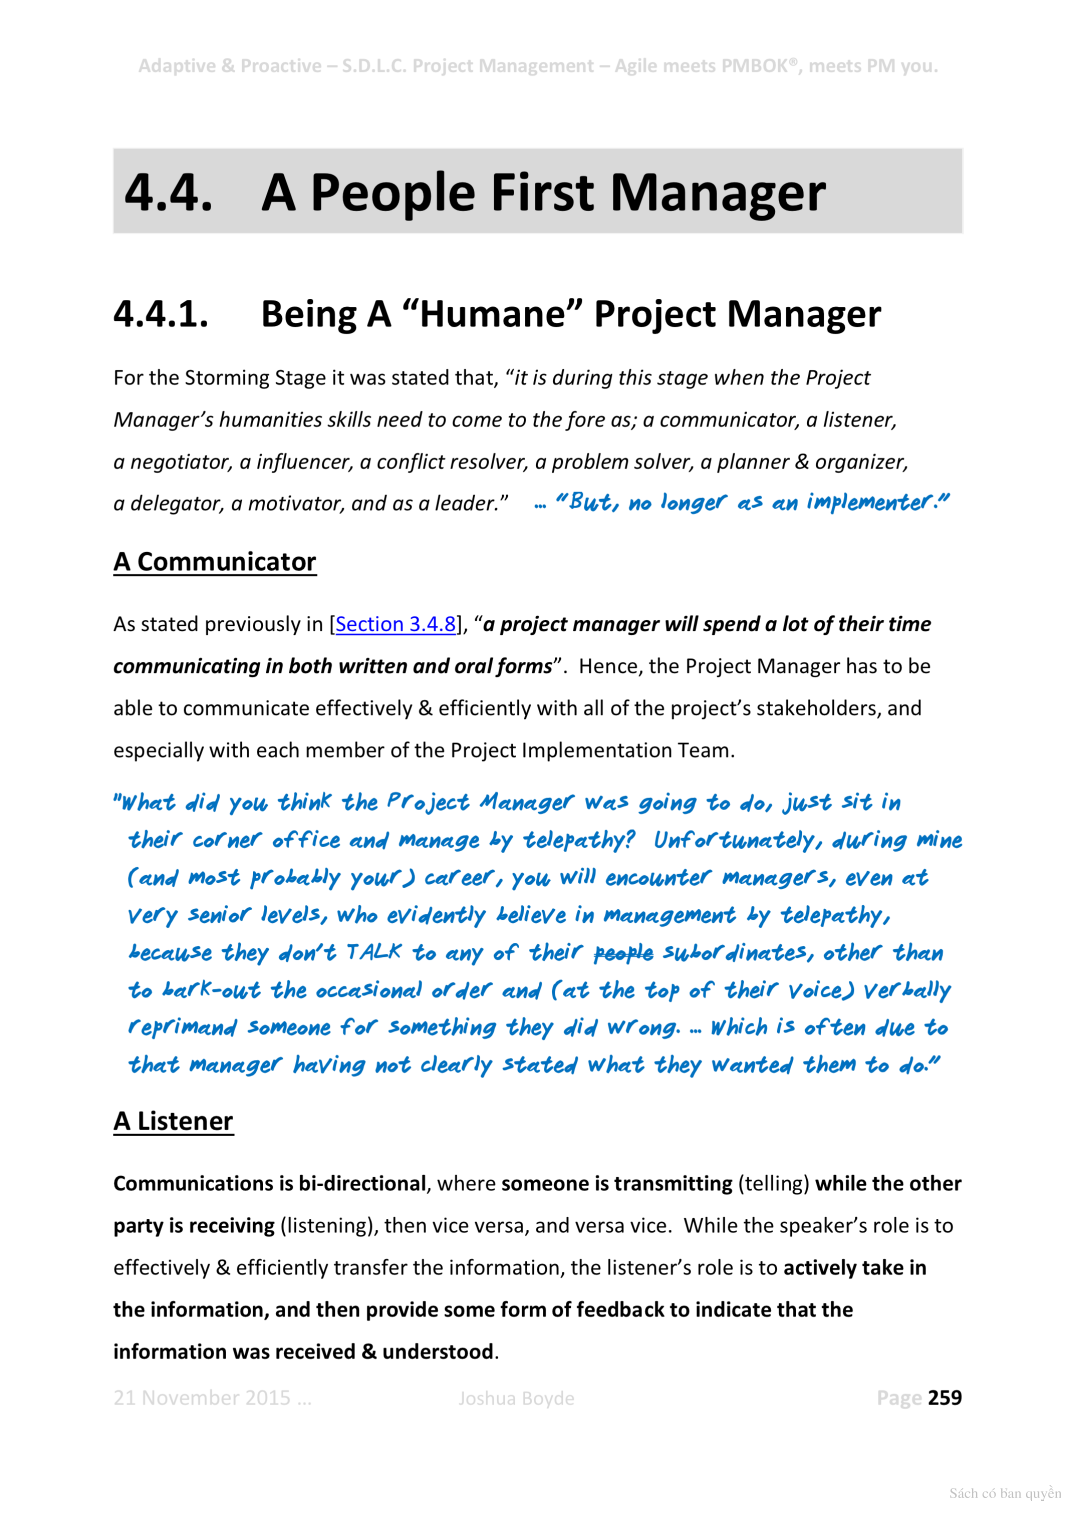 Adaptive & Proactive – S.D.L.C. Project Management – Agile meets PMBOK®, meets PM you.
4.4. A People First Manager
4.4.1. Being A “Humane” Project Manager
For the Storming Stage it was stated that, “it is during this stage when the Project
Manager’s humanities skills need to come to the fore as; a communicator, a listener,
a negotiator, a influencer, a conflict resolver, a problem solver, a planner & organizer,
a delegator, a motivator, and as a leader.” … “But, no longer as an implementer.”
A Communicator
As stated previously in [Section 3.4.8], “a project manager will spend a lot of their time
communicating in both written and oral forms”. Hence, the Project Manager has to be
able to communicate effectively & efficiently with all of the project’s stakeholders, and
especially with each member of the Project Implementation Team.
"What did you think the Project Manager was going to do, just sit in
their corner office and manage by telepathy? Unfortunately, during mine
(and most probably your) career, you will encounter managers, even at
very senior levels, who evidently believe in management by telepathy,
because they don’t TALK to any of their people subordinates, other than
to bark-out the occasional order and (at the top of their voice) verbally
reprimand someone for something they did wrong. … Which is often due to
that manager having not clearly stated what they wanted them to do.”
A Listener
Communications is bi-directional, where someone is transmitting (telling) while the other
party is receiving (listening), then vice versa, and versa vice. While the speaker’s role is to
effectively & efficiently transfer the information, the listener’s role is to actively take in
the information, and then provide some form of feedback to indicate that the
information was received & understood.
21 November 2015 … Joshua Boyde Page 259
Sách có bản quyền